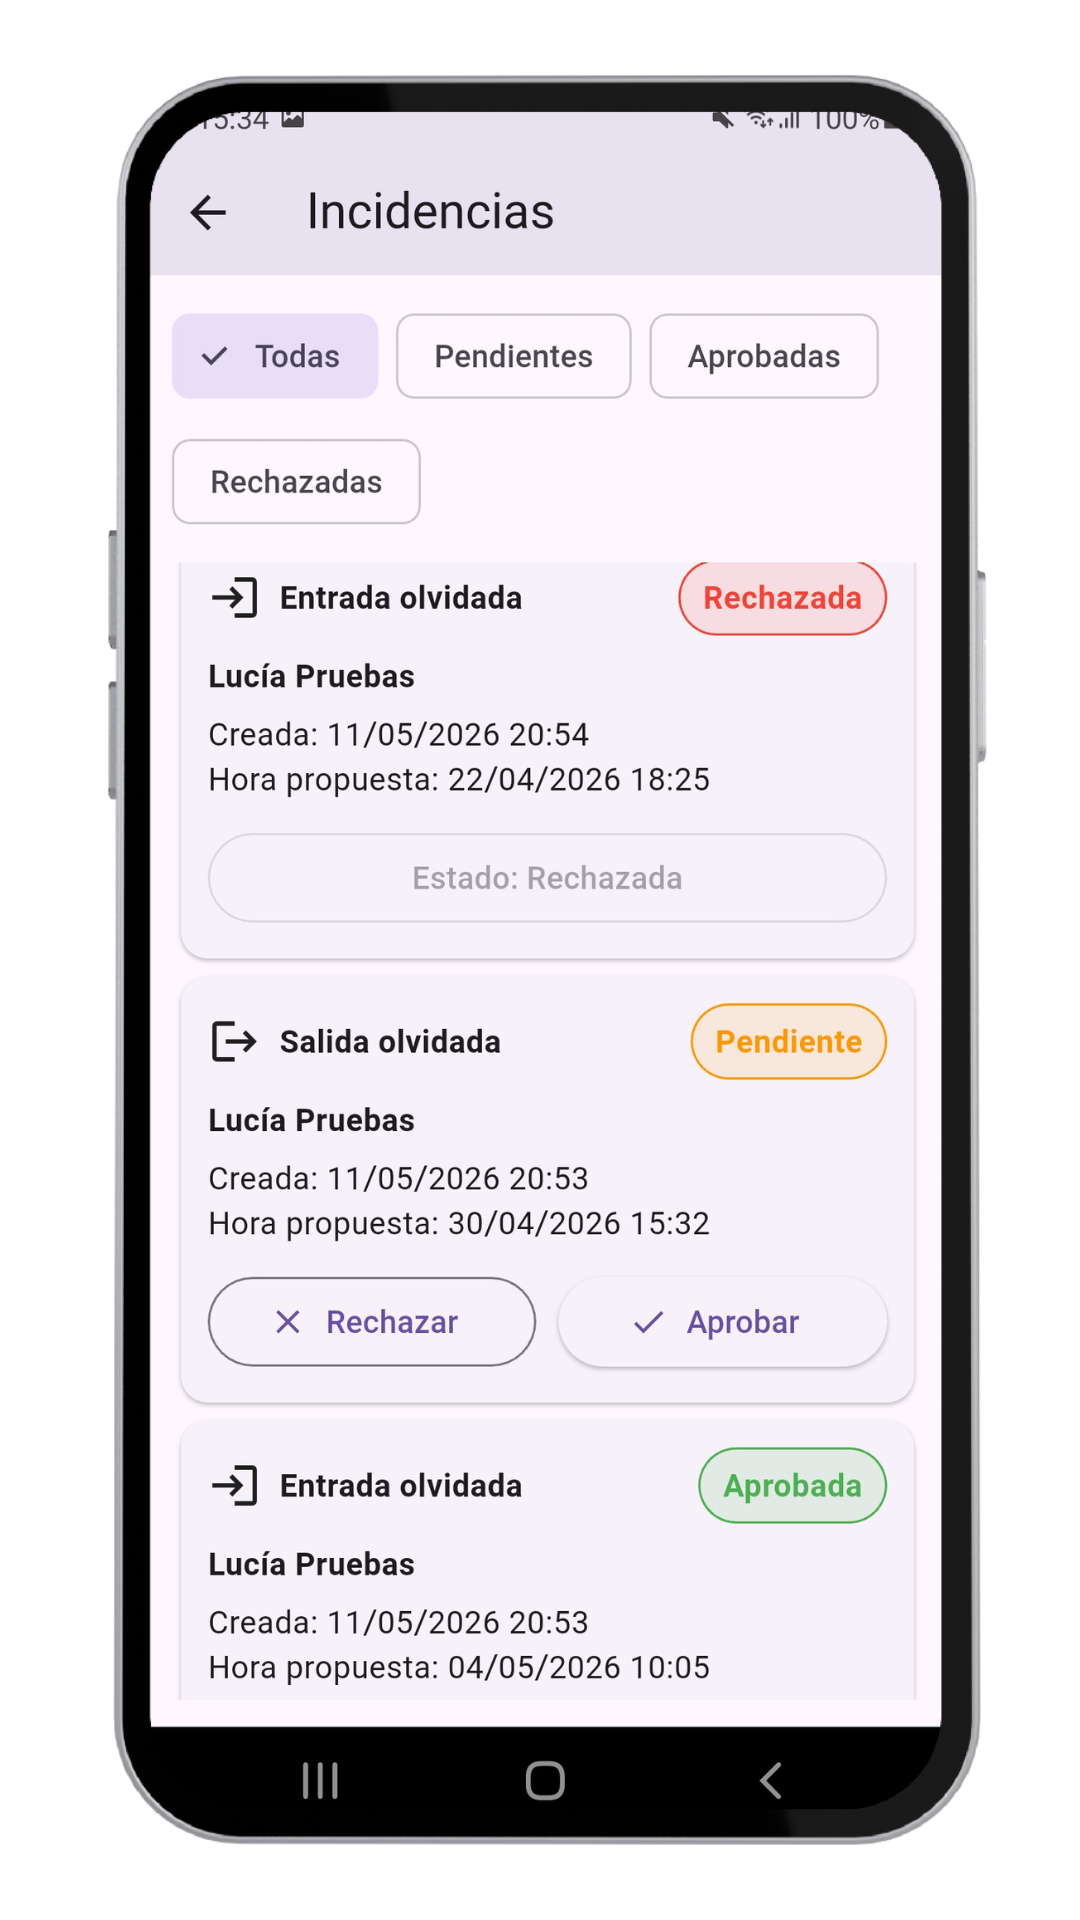 15:34 100%
Incidencias
Todas Pendientes Aprobadas
Rechazadas
Entrada olvidada Rechazada
Lucía Pruebas
Creada: 11/05/2026 20:54
Hora propuesta: 22/04/2026 18:25
Estado: Rechazada
Salida olvidada Pendiente
Lucía Pruebas
Creada: 11/05/2026 20:53
Hora propuesta: 30/04/2026 15:32
Rechazar Aprobar
Entrada olvidada Aprobada
Lucía Pruebas
Creada: 11/05/2026 20:53
Hora propuesta: 04/05/2026 10:05